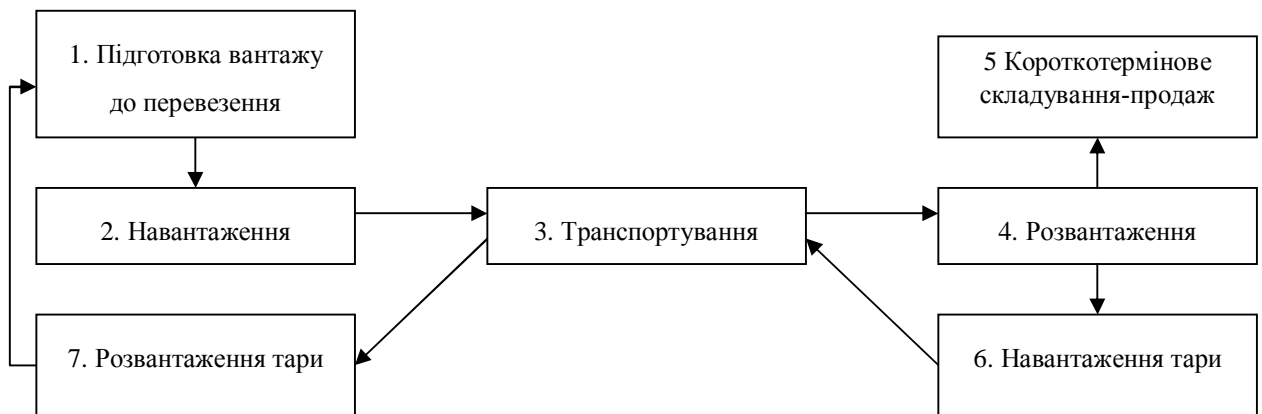 1. Підготовка вантажу
до перевезення
5 Короткотермінове
складування-продаж
2. Навантаження
3. Транспортування
4. Розвантаження
7. Розвантаження тари
6. Навантаження тари